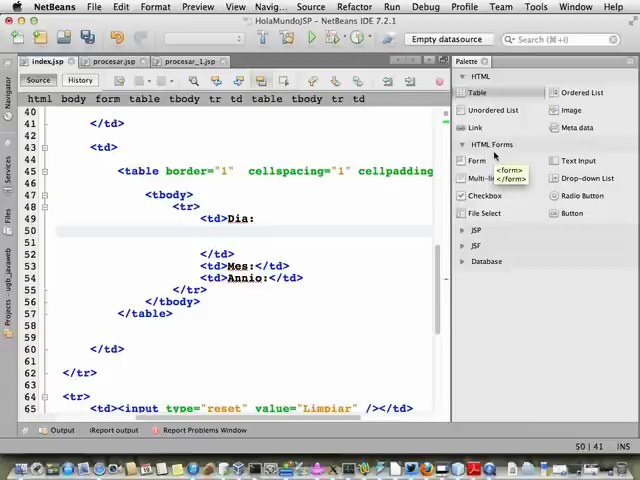 NetBeans File Edit View Navig... Source Refactor Run Debug Profile Team Tools Window Help
HolaMundoJSP - NetBeans IDE 7.2.1
Empty datasource Search (⌘+I)
index.jsp procesar.jsp procesar_1.jsp Palette
Source History HTML
Table Ordered List
html body form table tr td table tbody tr td
Unordered List Image
40
41 </td>
Link Meta data
42
43 <td> HTML Forms
44
Form Text Input
45 <table border="1" cellspacing="1" cellpadding
<form>
</form>
46
Multi-li Drop-down List
47 <tbody>
Checkbox Radio Button
48 <tr>
File Select Button
49 <td>Dia:
50 JSP
51 JSF
52 </td>
Database
53 <td>Mes:</td>
54 <td>Annio:</td>
55 </tr>
56 </tbody>
57 </table>
58
59
60 </td>
61
62 </tr>
63
64 <tr>
65 <td><input type="reset" value="Limpiar" /></td>
Navigator
Services
Files
ugb_javaweb
Projects
Output iReport output Report Problems Window
50 | 41 INS